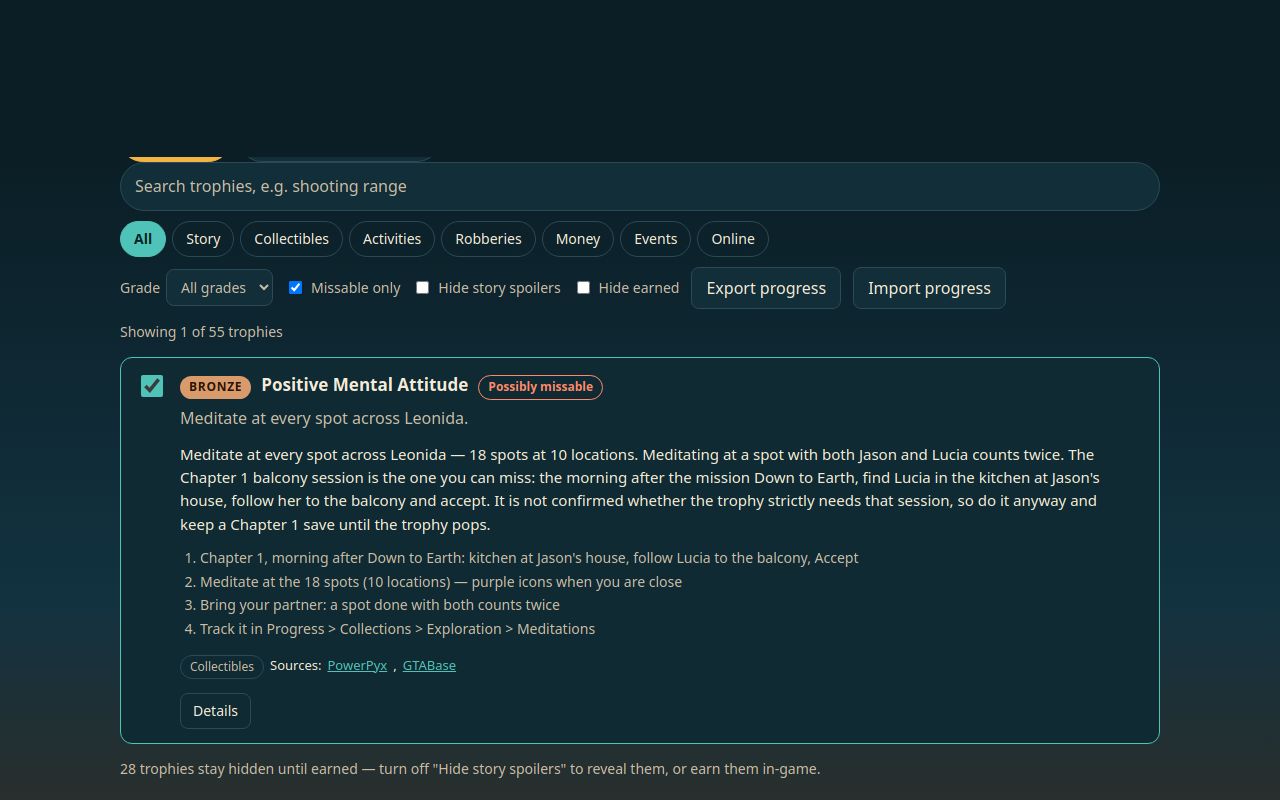 Search trophies, e.g. shooting range
All Story Collectibles Activities Robberies Money Events Online
Grade All grades Missable only Hide story spoilers Hide earned Export progress Import progress
Showing 1 of 55 trophies
BRONZE Positive Mental Attitude Possibly missable
Meditate at every spot across Leonida.
Meditate at every spot across Leonida — 18 spots at 10 locations. Meditating at a spot with both Jason and Lucia counts twice. The
Chapter 1 balcony session is the one you can miss: the morning after the mission Down to Earth, find Lucia in the kitchen at Jason's
house, follow her to the balcony and accept. It is not confirmed whether the trophy strictly needs that session, so do it anyway and
keep a Chapter 1 save until the trophy pops.
1. Chapter 1, morning after Down to Earth: kitchen at Jason's house, follow Lucia to the balcony, Accept
2. Meditate at the 18 spots (10 locations) — purple icons when you are close
3. Bring your partner: a spot done with both counts twice
4. Track it in Progress > Collections > Exploration > Meditations
Collectibles Sources: PowerPyx , GTABase
Details
28 trophies stay hidden until earned — turn off "Hide story spoilers" to reveal them, or earn them in-game.